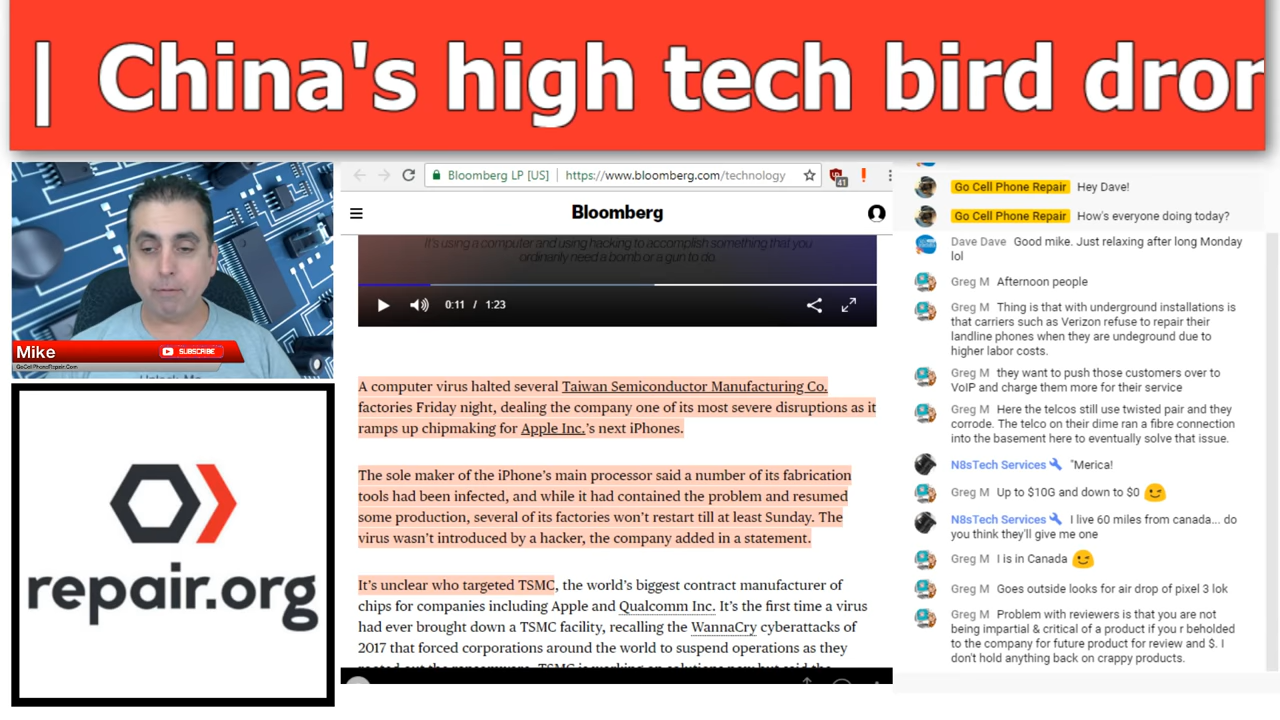 | China's high tech bird dron
Mike
SUBSCRIBE
GoCellPhoneRepair.Com
repair.org
Bloomberg LP [US] | https://www.bloomberg.com/technology
41
Bloomberg
It's using a computer and using hacking to accomplish something that you
ordinarily need a bomb or a gun to do.
0:11 / 1:23
A computer virus halted several Taiwan Semiconductor Manufacturing Co.
factories Friday night, dealing the company one of its most severe disruptions as it
ramps up chipmaking for Apple Inc.'s next iPhones.
The sole maker of the iPhone's main processor said a number of its fabrication
tools had been infected, and while it had contained the problem and resumed
some production, several of its factories won't restart till at least Sunday. The
virus wasn't introduced by a hacker, the company added in a statement.
It's unclear who targeted TSMC, the world's biggest contract manufacturer of
chips for companies including Apple and Qualcomm Inc. It's the first time a virus
had ever brought down a TSMC facility, recalling the WannaCry cyberattacks of
2017 that forced corporations around the world to suspend operations as they
Go Cell Phone Repair Hey Dave!
Go Cell Phone Repair How's everyone doing today?
Dave Dave Good mike. Just relaxing after long Monday
lol
Greg M Afternoon people
Greg M Thing is that with underground installations is
that carriers such as Verizon refuse to repair their
landline phones when they are undeground due to
higher labor costs.
Greg M they want to push those customers over to
VoIP and charge them more for their service
Greg M Here the telcos still use twisted pair and they
corrode. The telco on their dime ran a fibre connection
into the basement here to eventually solve that issue.
N8sTech Services "Merica!
Greg M Up to $10G and down to $0
N8sTech Services I live 60 miles from canada... do
you think they'll give me one
Greg M I is in Canada
Greg M Goes outside looks for air drop of pixel 3 lok
Greg M Problem with reviewers is that you are not
being impartial & critical of a product if you r beholded
to the company for future product for review and $. I
don't hold anything back on crappy products.